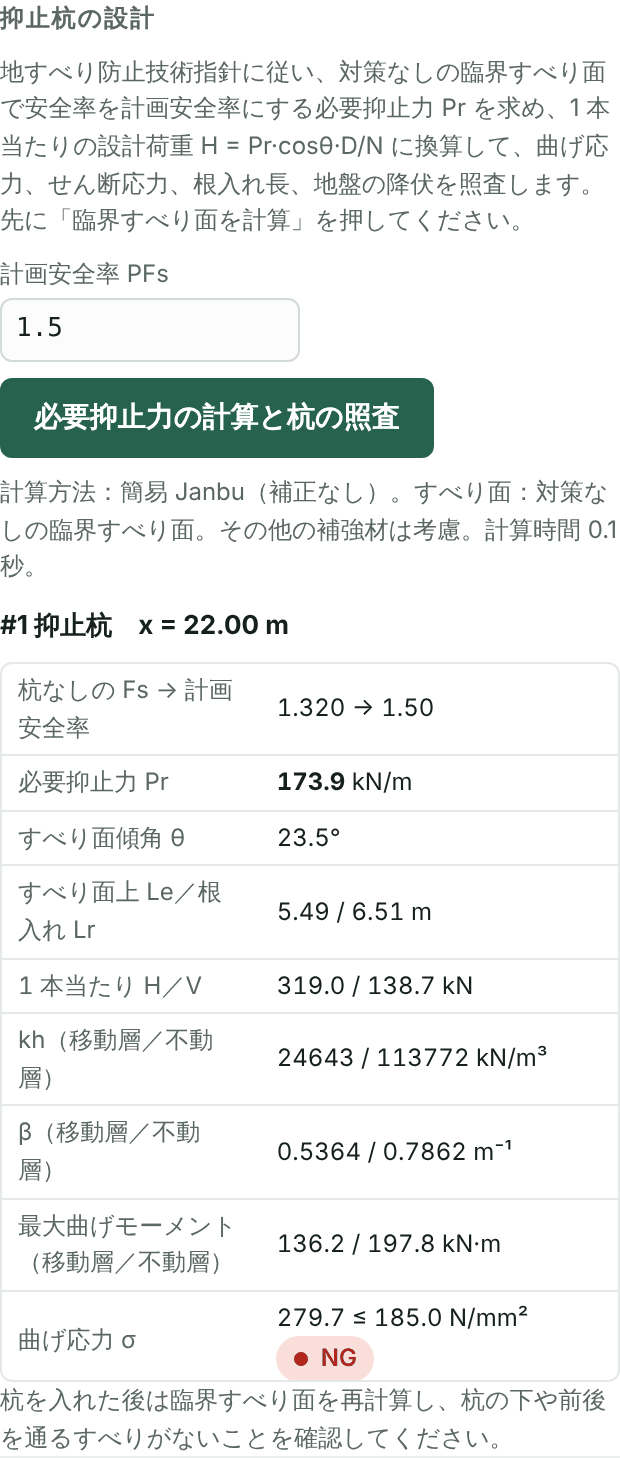 抑止杭の設計
地すべり防止技術指針に従い、対策なしの臨界すべり面
で安全率を計画安全率にする必要抑止力 Pr を求め、1 本
当たりの設計荷重 H = Pr·cosθ·D/N に換算して、曲げ応
力、せん断応力、根入れ長、地盤の降伏を照査します。
先に「臨界すべり面を計算」を押してください。
計画安全率 PFs
1.5
必要抑止力の計算と杭の照査
計算方法：簡易 Janbu（補正なし）。すべり面：対策な
しの臨界すべり面。その他の補強材は考慮。計算時間 0.1
秒。
#1 抑止杭　x = 22.00 m
杭なしの Fs → 計画
安全率
1.320 → 1.50
必要抑止力 Pr
173.9 kN/m
すべり面傾角 θ
23.5°
すべり面上 Le／根
入れ Lr
5.49 / 6.51 m
1 本当たり H／V
319.0 / 138.7 kN
kh（移動層／不動
層）
24643 / 113772 kN/m³
β（移動層／不動
層）
0.5364 / 0.7862 m⁻¹
最大曲げモーメント
（移動層／不動層）
136.2 / 197.8 kN·m
曲げ応力 σ
279.7 ≤ 185.0 N/mm²
NG
杭を入れた後は臨界すべり面を再計算し、杭の下や前後
を通るすべりがないことを確認してください。